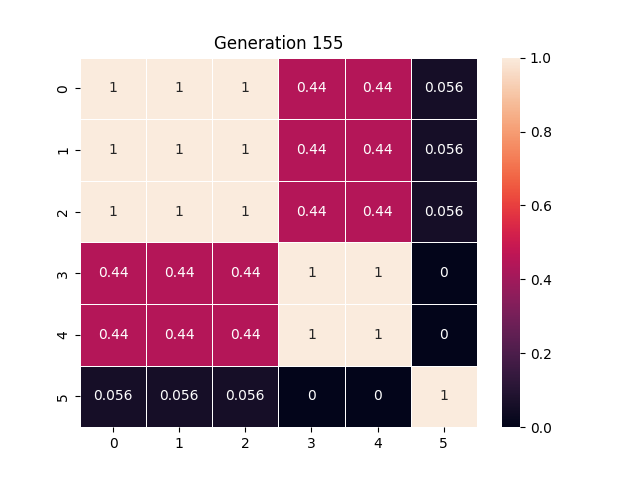 Generation 155
0 1 1 1 0.44 0.44 0.056
1 1 1 1 0.44 0.44 0.056
2 1 1 1 0.44 0.44 0.056
3 0.44 0.44 0.44 1 1 0
4 0.44 0.44 0.44 1 1 0
5 0.056 0.056 0.056 0 0 1
0 1 2 3 4 5
1.0
0.8
0.6
0.4
0.2
0.0